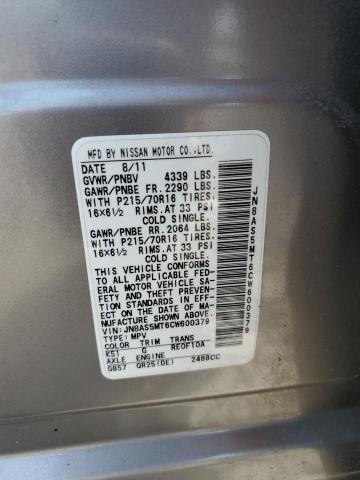 MFD BY NISSAN MOTOR CO.,LTD.
DATE 8/11
GVWR/PNBV 4339 LBS.
GAWR/PNBE FR. 2290 LBS.
WITH P215/70R16 TIRES.
16X6½ RIMS.AT 33 PSI
COLD SINGLE.
GAWR/PNBE RR. 2064 LBS.
WITH P215/70R16 TIRES.
16X6½ RIMS.AT 33 PSI
COLD SINGLE.
THIS VEHICLE CONFORMS
TO ALL APPLICABLE FED-
ERAL MOTOR VEHICLE SA-
FETY AND THEFT PREVEN-
TION STANDARDS IN EFF-
ECT ON THE DATE OF MA-
NUFACTURE SHOWN ABOVE.
VIN: JN8AS5MT6CW600379
TYPE: MPV
COLOR TRIM TRANS
K51 G RE0F10A
AXLE ENGINE
GB57 QR25(DE) 2488CC
JN8AS5MT6CW600379